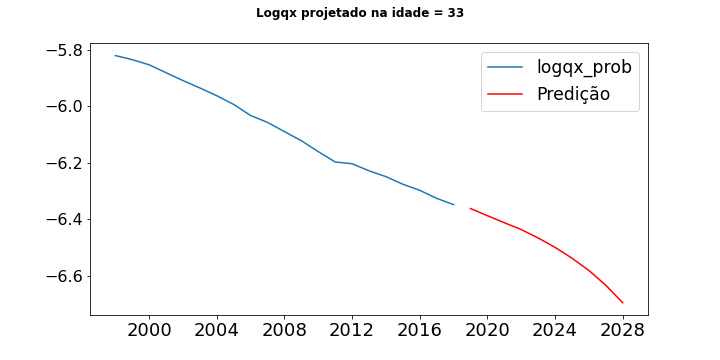 Logqx projetado na idade = 33
−5.8
−6.0
−6.2
−6.4
−6.6
logqx_prob
Predição
2000 2004 2008 2012 2016 2020 2024 2028